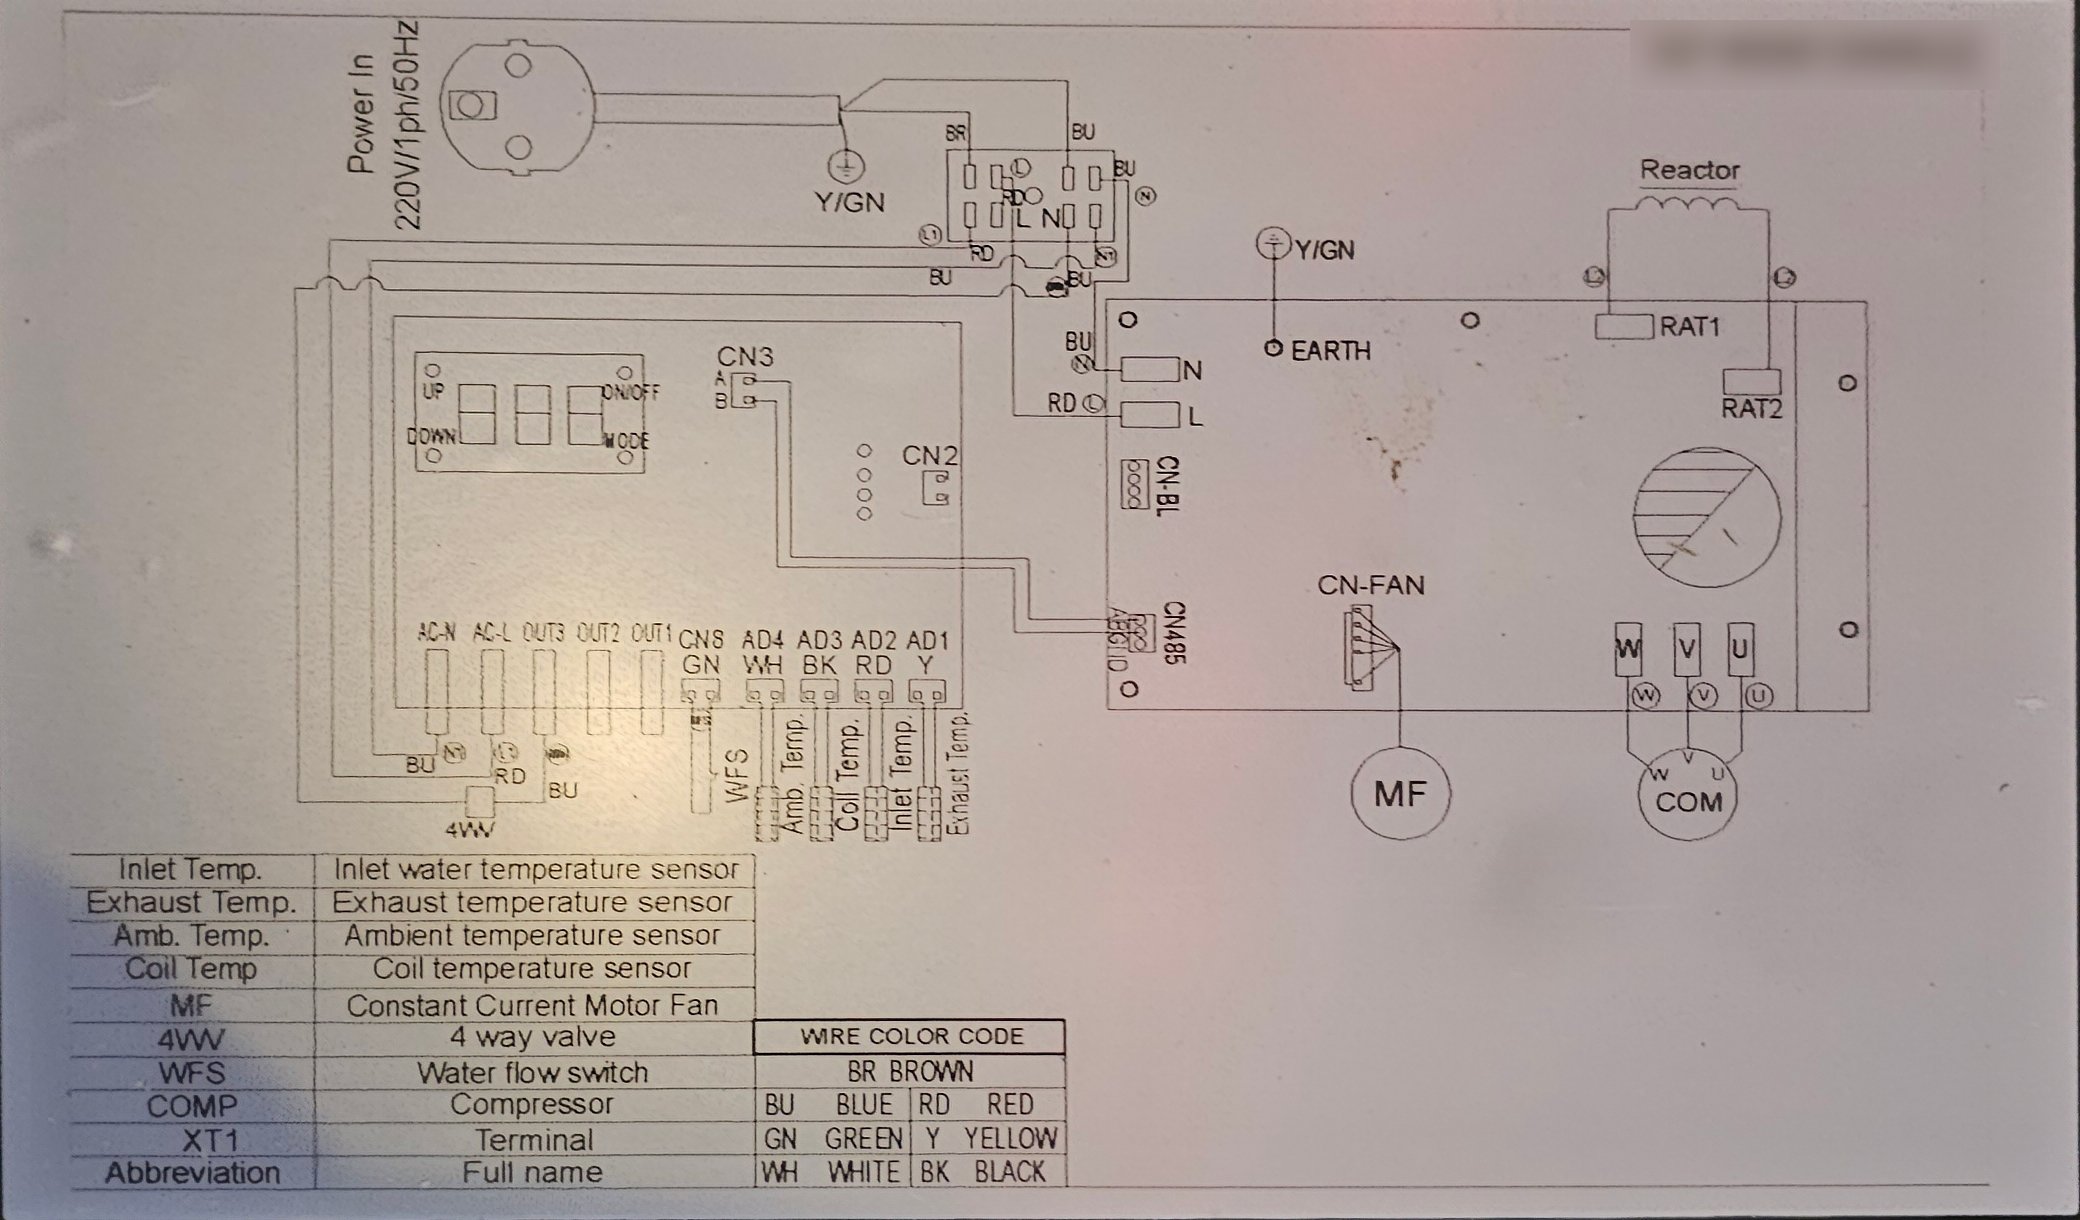 Power In
220V/1ph/50Hz
Y/GN
BR
BU
BU
L
N
RD
L N
L1
RD
BU
BU
Y/GN
Reactor
L2
BU
N
N
RD L
L
EARTH
RAT1
RAT2
UP
ON/OFF
DOWN
MODE
CN3
A
B
CN2
CN-BL
CN485
CN-FAN
W V U
W V U
W V U
COM
MF
AC-N AC-L OUT3 OUT2 OUT1 CN8 AD4 AD3 AD2 AD1
GN WH BK RD Y
BU N1
L1
RD
BU
4VW
WFS
Amb. Temp.
Coil Temp.
Inlet Temp.
Exhaust Temp.
Inlet Temp. Inlet water temperature sensor
Exhaust Temp. Exhaust temperature sensor
Amb. Temp. Ambient temperature sensor
Coil Temp Coil temperature sensor
MF Constant Current Motor Fan
4VW 4 way valve
WFS Water flow switch
COMP Compressor
XT1 Terminal
Abbreviation Full name
WIRE COLOR CODE
BR BROWN
BU BLUE RD RED
GN GREEN Y YELLOW
WH WHITE BK BLACK